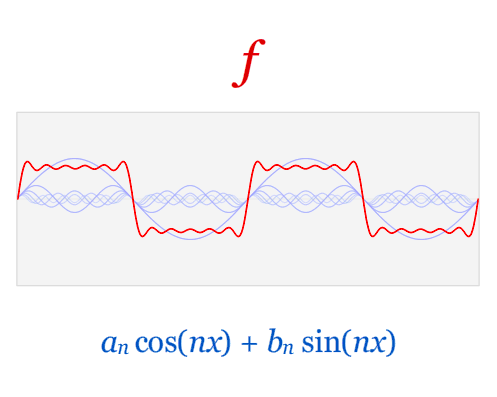 f
aₙ cos(nx) + bₙ sin(nx)